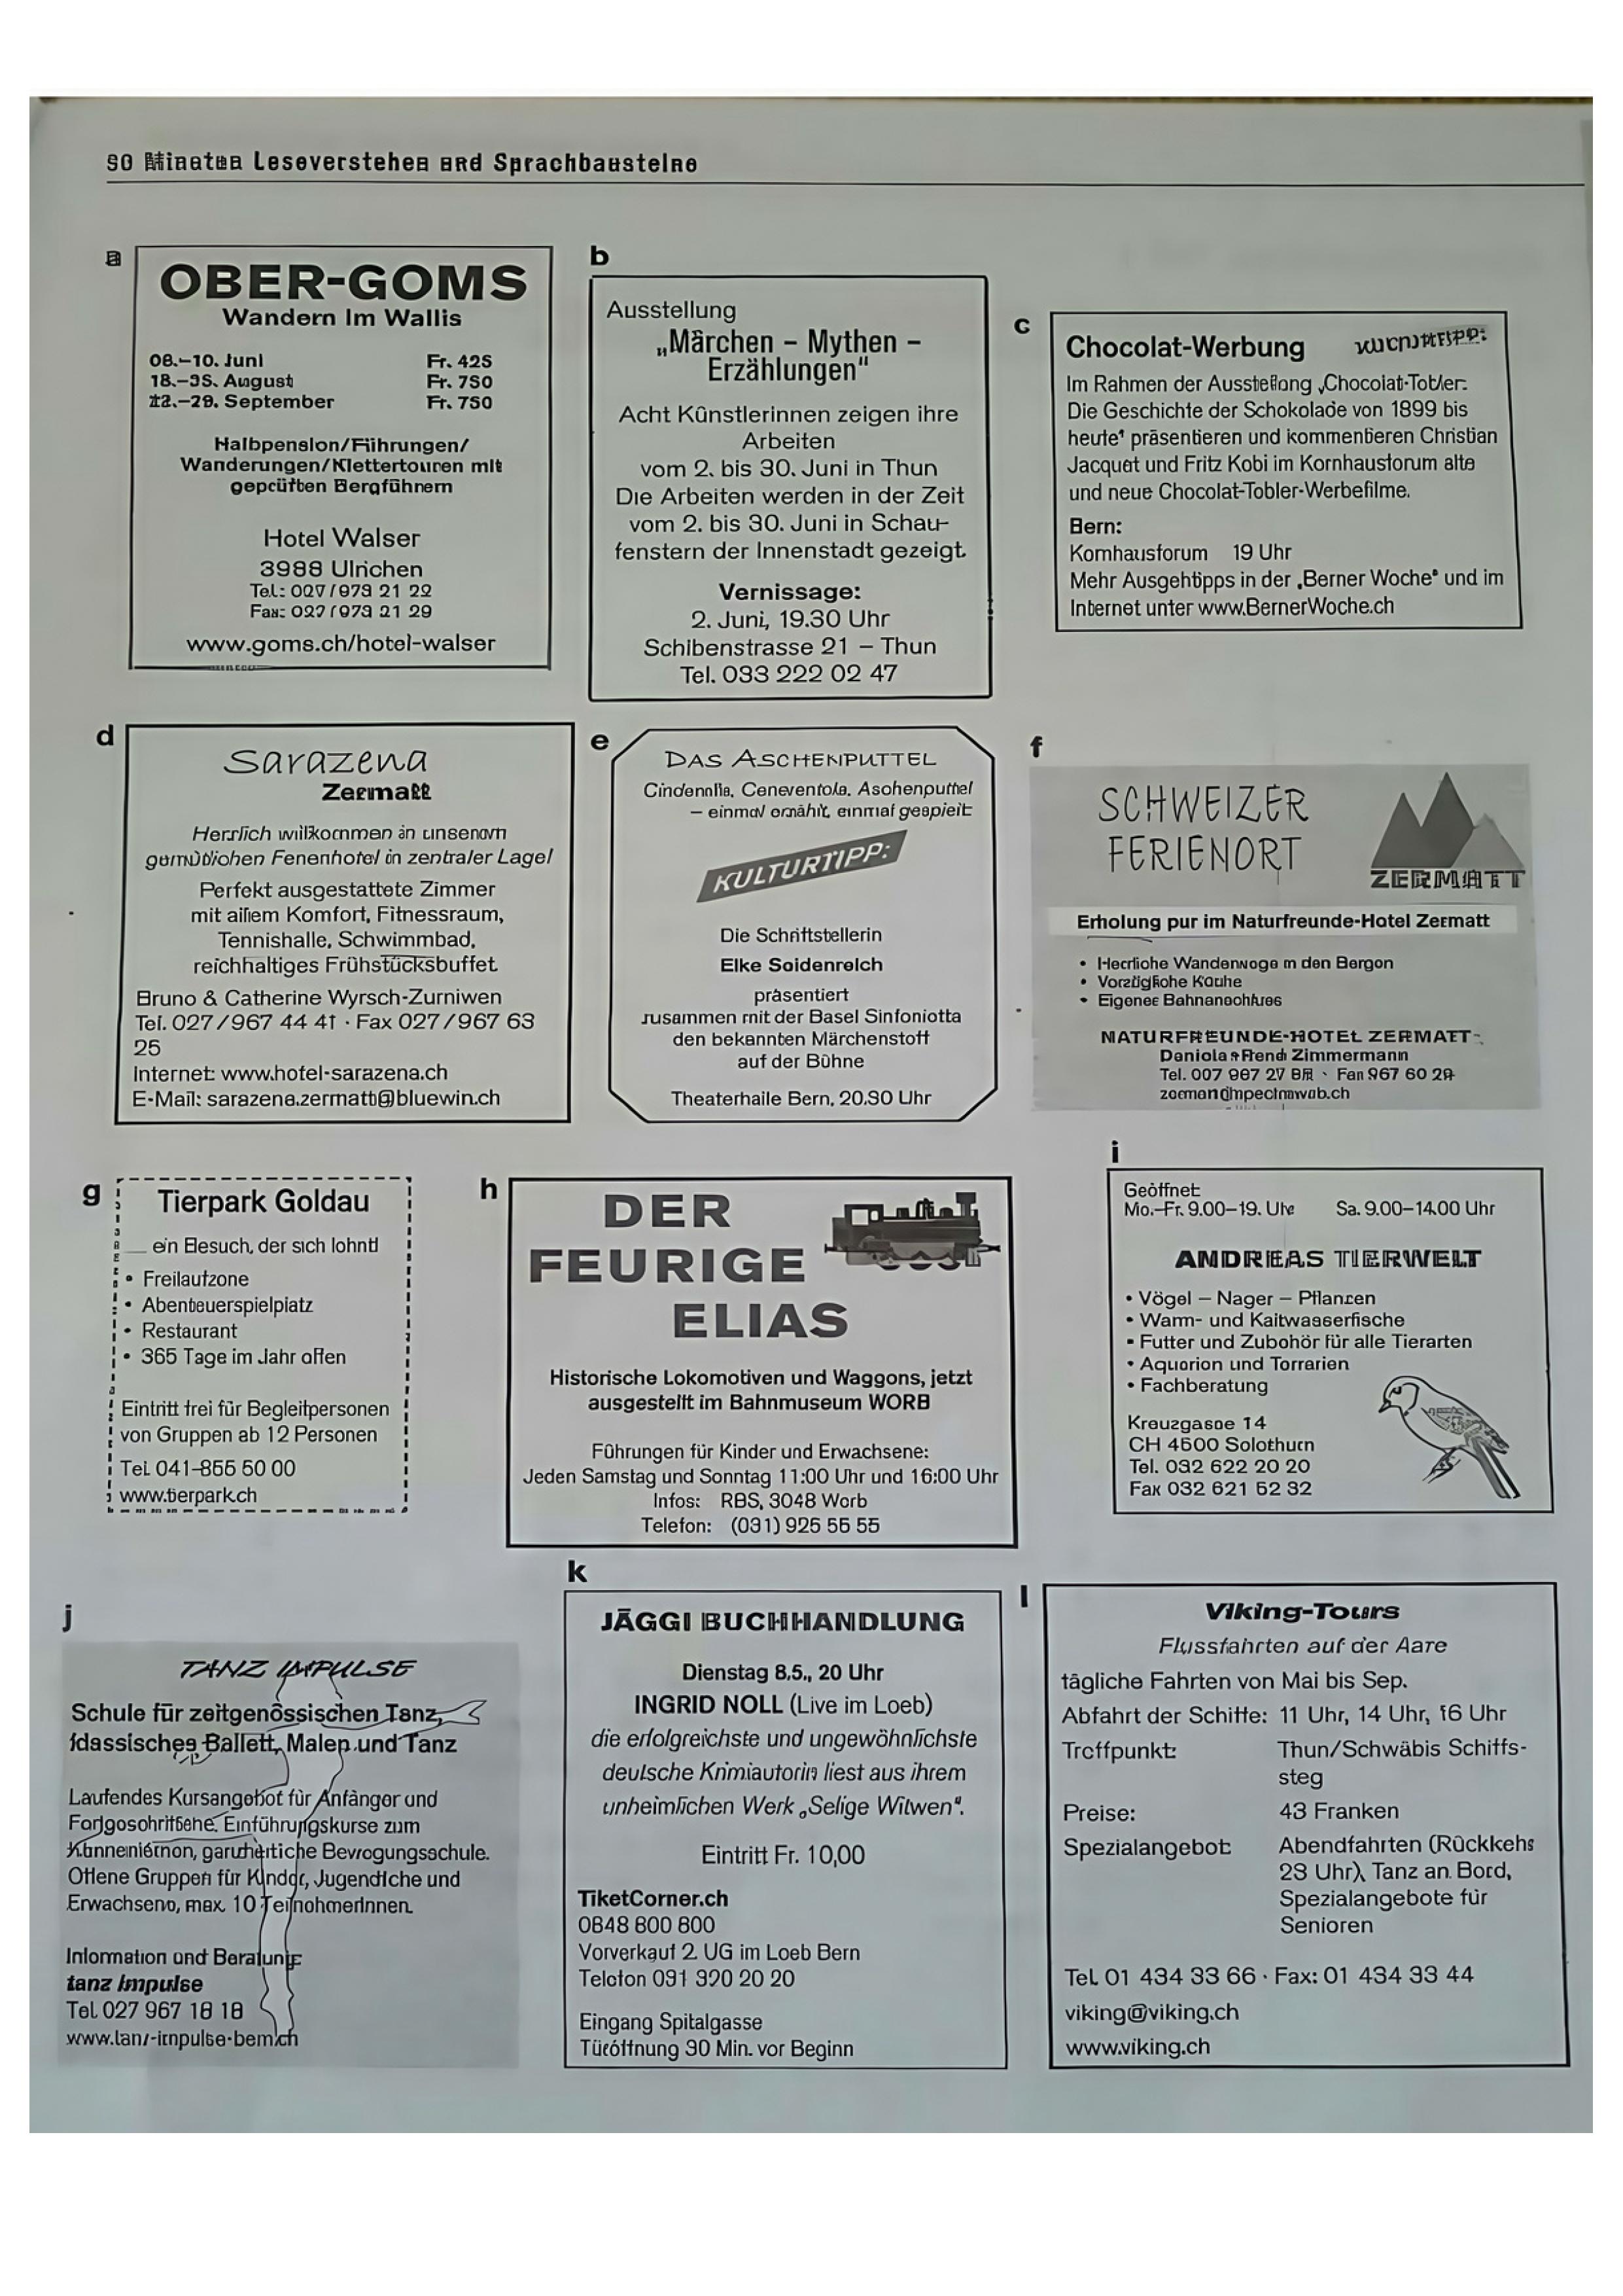 90 Minuten Leseverstehen und Sprachbausteine
a
OBER-GOMS
Wandern Im Wallis
08.–10. Juni Fr. 425
August Fr. 750
September Fr. 750
Halbpension/Führungen/
Wanderungen/Klettertouren mit
geprüften Bergführern
Hotel Walser
3988 Ulrichen
Tel.: 027 / 973 21 22
Fax: 027 / 973 21 29
www.goms.ch/hotel-walser
b
Ausstellung
„Märchen – Mythen –
Erzählungen“
Acht Künstlerinnen zeigen ihre
Arbeiten
vom 2. bis 30. Juni in Thun
Die Arbeiten werden in der Zeit
vom 2. bis 30. Juni in Schau-
fenstern der Innenstadt gezeigt.
Vernissage:
2. Juni, 19.30 Uhr
Schibenstrasse 21 – Thun
Tel. 033 222 02 47
c
Chocolat-Werbung
Im Rahmen der Ausstellung „Chocolat-Tobler:
Die Geschichte der Schokolade von 1899 bis
heute“ präsentieren und kommentieren Christian
Jacquet und Fritz Kobi im Kornhausforum alte
und neue Chocolat-Tobler-Werbefilme.
Bern:
Kornhausforum 19 Uhr
Mehr Ausgehtipps in der „Berner Woche“ und im
Internet unter www.BernerWoche.ch
d
Sarazena
Zermatt
Herzlich willkommen in unserem
gemütlichen Ferienhotel in zentraler Lage!
Perfekt ausgestattete Zimmer
mit allem Komfort, Fitnessraum,
Tennishalle, Schwimmbad,
reichhaltiges Frühstücksbuffet.
Bruno & Catherine Wyrsch-Zurniwen
Tel. 027/967 44 41 · Fax 027/967 63
25
Internet: www.hotel-sarazena.ch
E-Mail: sarazena.zermatt@bluewin.ch
e
DAS ASCHENPUTTEL
Cinderella, Cenerentola, Aschenputtel
– einmal erzählt, einmal gespielt
KULTURTIPP:
Die Schriftstellerin
Elke Heidenreich
präsentiert
zusammen mit der Basel Sinfonietta
den bekannten Märchenstoff
auf der Bühne
Theaterhalle Bern, 20.30 Uhr
f
SCHWEIZER
FERIENORT
ZERMATT
Erholung pur im Naturfreunde-Hotel Zermatt
• Herrliche Wanderwege in den Bergen
• Vorzügliche Küche
• Eigener Bahnanschluss
NATURFREUNDE-HOTEL ZERMATT
Zimmermann
Tel.
g
Tierpark Goldau
ein Besuch, der sich lohnt!
• Freilaufzone
• Abenteuerspielplatz
• Restaurant
• 365 Tage im Jahr offen
Eintritt frei für Begleitpersonen
von Gruppen ab 12 Personen
Tel. 041–855 50 00
www.tierpark.ch
h
DER
FEURIGE
ELIAS
Historische Lokomotiven und Waggons, jetzt
ausgestellt im Bahnmuseum WORB
Führungen für Kinder und Erwachsene:
Jeden Samstag und Sonntag 11:00 Uhr und 16:00 Uhr
Infos: RBS, 3048 Worb
Telefon: (031) 925 55 55
i
Geöffnet:
Mo.–Fr. 9.00–19. Uhr Sa. 9.00–14.00 Uhr
ANDREAS TIERWELT
• Vögel – Nager – Pflanzen
• Warm- und Kaltwasserfische
• Futter und Zubehör für alle Tierarten
• Aquarien und Terrarien
• Fachberatung
Kreuzgasse 14
CH 4500 Solothurn
Tel. 032 622 20 20
Fax 032 621 52 32
j
TANZ IMPULSE
Schule für zeitgenössischen Tanz,
klassisches Ballett, Malen und Tanz
Laufendes Kursangebot für Anfänger und
Fortgeschrittene. Einführungskurse zum
Kennenlernen, ganzheitliche Bewegungsschule.
Offene Gruppen für Kinder, Jugendliche und
Erwachsene, max. 10 TeilnehmerInnen.
Information und Beratung:
tanz impulse
Tel. 027 967 18 18
www.tanz-impulse-bern.ch
k
JÄGGI BUCHHANDLUNG
Dienstag 8.5., 20 Uhr
INGRID NOLL (Live im Loeb)
die erfolgreichste und ungewöhnlichste
deutsche Krimiautorin liest aus ihrem
unheimlichen Werk „Selige Witwen“.
Eintritt Fr. 10,00
TiketCorner.ch
0848 800 800
Vorverkauf 2. UG im Loeb Bern
Telefon 031 320 20 20
Eingang Spitalgasse
Türöffnung 30 Min. vor Beginn
l
Viking-Tours
Flussfahrten auf der Aare
tägliche Fahrten von Mai bis Sep.
Abfahrt der Schiffe: 11 Uhr, 14 Uhr, 16 Uhr
Treffpunkt: Thun/Schwäbis Schiffs-
steg
Preise: 43 Franken
Spezialangebot: Abendfahrten (Rückkehr
23 Uhr), Tanz an Bord,
Spezialangebote für
Senioren
Tel. 01 434 33 66 · Fax: 01 434 33 44
viking@viking.ch
www.viking.ch